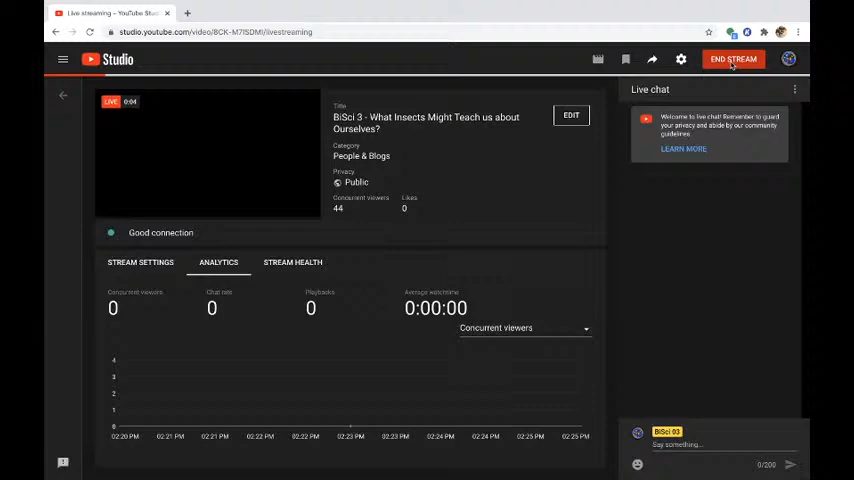 Live streaming – YouTube Stud
studio.youtube.com/video/8CK-M7ISDMI/livestreaming
Studio
END STREAM
LIVE 0:04
Title
BiSci 3 - What Insects Might Teach us about
Ourselves?
EDIT
Category
People & Blogs
Privacy
Public
Concurrent viewers Likes
44 0
Good connection
STREAM SETTINGS ANALYTICS STREAM HEALTH
Concurrent viewers Chat rate Playbacks Average watchtime
0 0 0 0:00:00
Concurrent viewers
4
3
2
1
0
02:20 PM 02:21 PM 02:21 PM 02:22 PM 02:22 PM 02:23 PM 02:23 PM 02:24 PM 02:24 PM 02:25 PM 02:25 PM
Live chat
Welcome to live chat! Remember to guard
your privacy and abide by our community
guidelines.
LEARN MORE
BiSci 03
Say something...
0/200